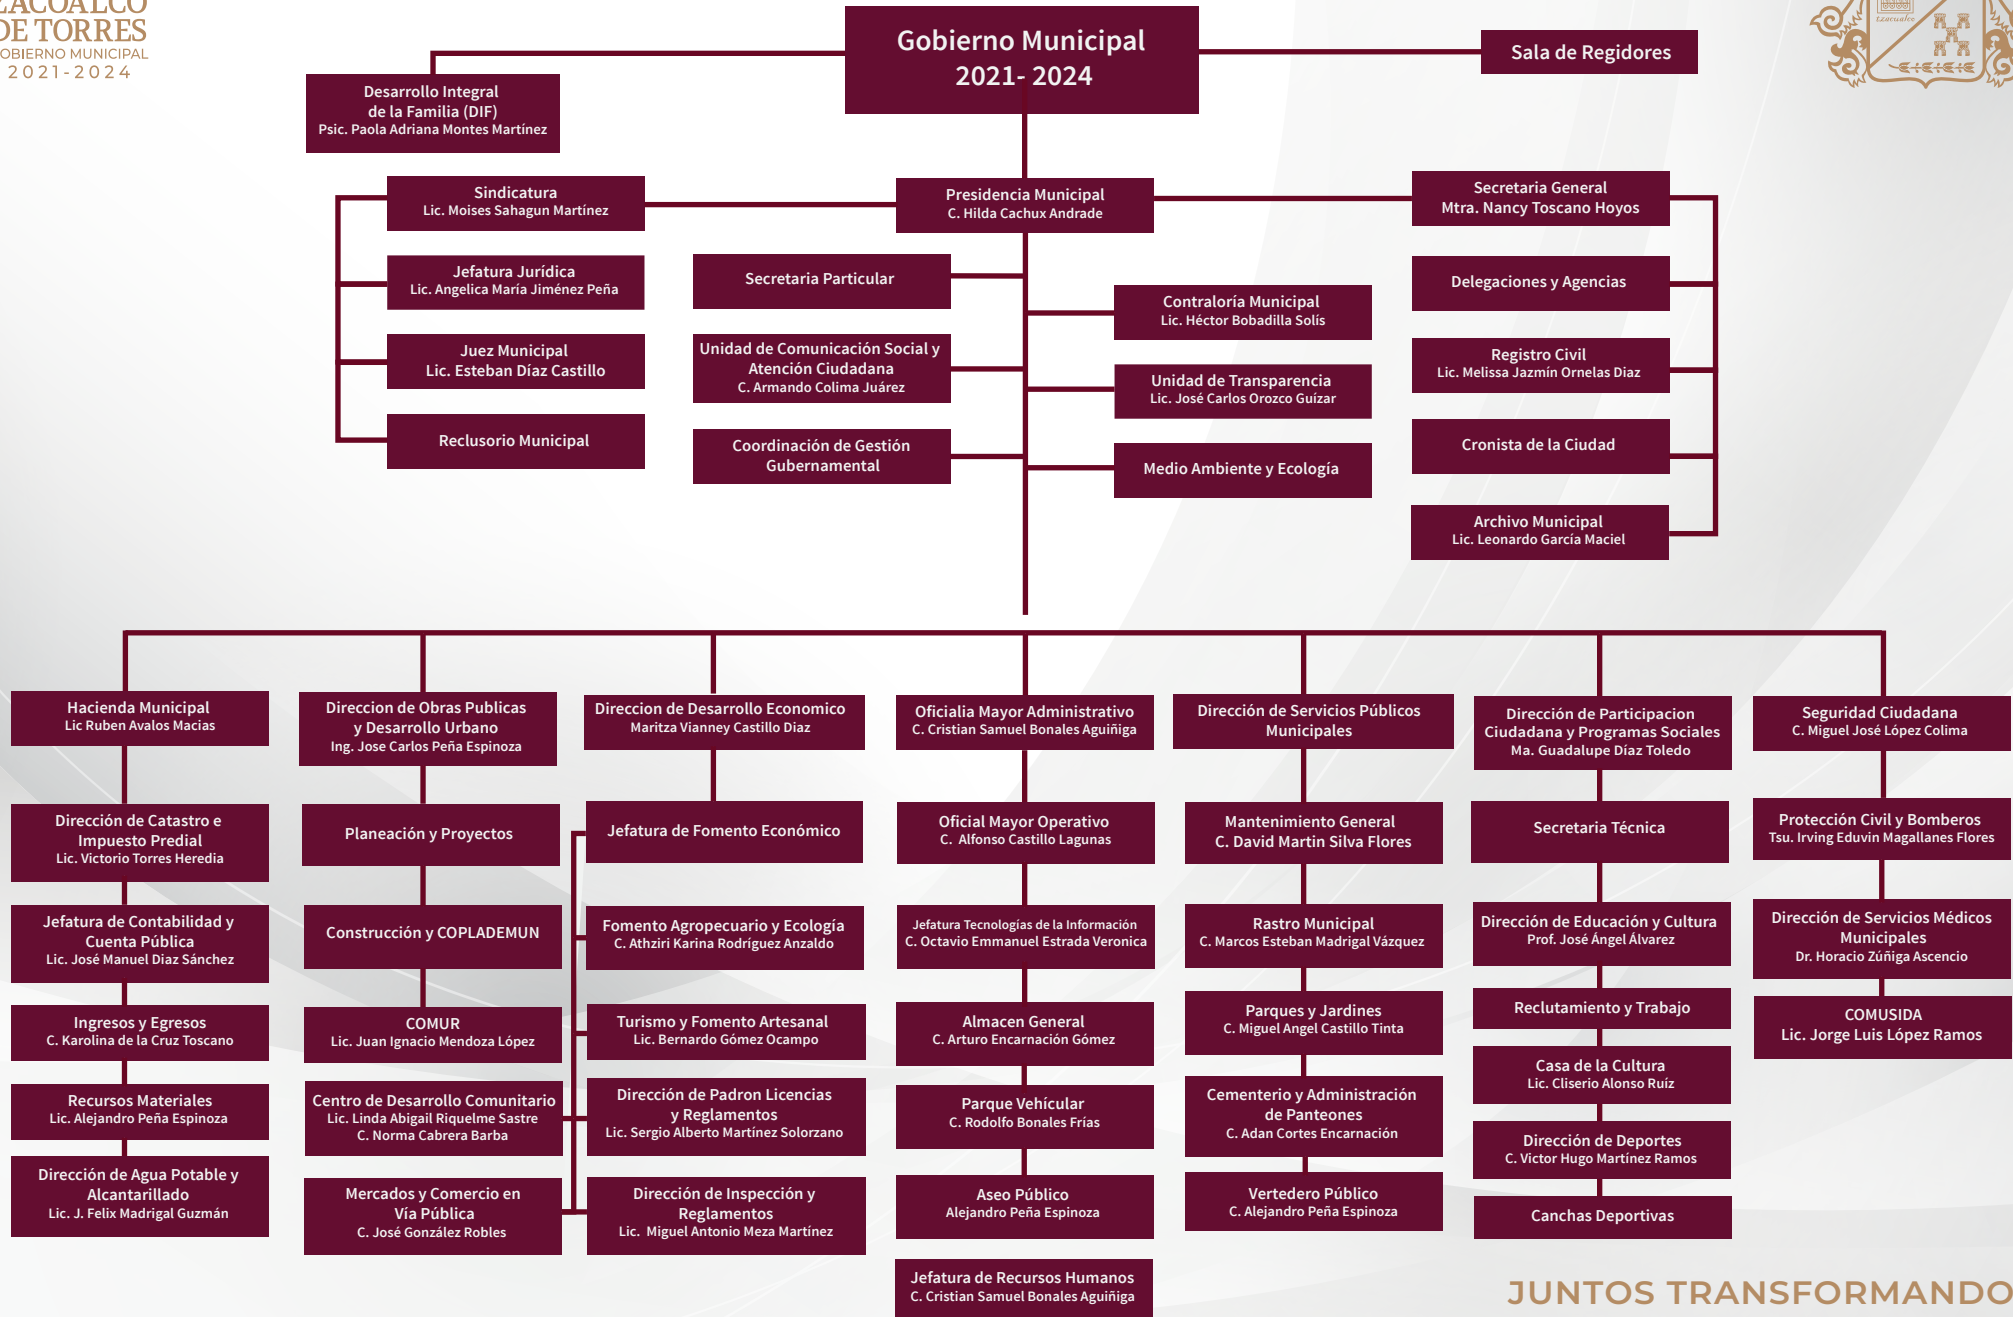 ZACOALCO
DE TORRES
GOBIERNO MUNICIPAL
2021-2024
Gobierno Municipal
2021- 2024
Sala de Regidores
Tzacualco
Desarrollo Integral
de la Familia (DIF)
Psic. Paola Adriana Montes Martínez
Sindicatura
Lic. Moises Sahagun Martínez
Presidencia Municipal
C. Hilda Cachux Andrade
Secretaria General
Mtra. Nancy Toscano Hoyos
Jefatura Jurídica
Lic. Angelica María Jiménez Peña
Juez Municipal
Lic. Esteban Díaz Castillo
Reclusorio Municipal
Secretaria Particular
Unidad de Comunicación Social y
Atención Ciudadana
C. Armando Colima Juárez
Coordinación de Gestión
Gubernamental
Contraloría Municipal
Lic. Héctor Bobadilla Solís
Unidad de Transparencia
Lic. José Carlos Orozco Guízar
Medio Ambiente y Ecología
Delegaciones y Agencias
Registro Civil
Lic. Melissa Jazmín Ornelas Diaz
Cronista de la Ciudad
Archivo Municipal
Lic. Leonardo García Maciel
Hacienda Municipal
Lic Ruben Avalos Macias
Dirección de Catastro e
Impuesto Predial
Lic. Victorio Torres Heredia
Jefatura de Contabilidad y
Cuenta Pública
Lic. José Manuel Diaz Sánchez
Ingresos y Egresos
C. Karolina de la Cruz Toscano
Recursos Materiales
Lic. Alejandro Peña Espinoza
Dirección de Agua Potable y
Alcantarillado
Lic. J. Felix Madrigal Guzmán
Direccion de Obras Publicas
y Desarrollo Urbano
Ing. Jose Carlos Peña Espinoza
Planeación y Proyectos
Construcción y COPLADEMUN
COMUR
Lic. Juan Ignacio Mendoza López
Centro de Desarrollo Comunitario
Lic. Linda Abigail Riquelme Sastre
C. Norma Cabrera Barba
Mercados y Comercio en
Vía Pública
C. José González Robles
Direccion de Desarrollo Economico
Maritza Vianney Castillo Diaz
Jefatura de Fomento Económico
Fomento Agropecuario y Ecología
C. Athziri Karina Rodríguez Anzaldo
Turismo y Fomento Artesanal
Lic. Bernardo Gómez Ocampo
Dirección de Padron Licencias
y Reglamentos
Lic. Sergio Alberto Martínez Solorzano
Dirección de Inspección y
Reglamentos
Lic. Miguel Antonio Meza Martínez
Oficialia Mayor Administrativo
C. Cristian Samuel Bonales Aguiñiga
Oficial Mayor Operativo
C. Alfonso Castillo Lagunas
Jefatura Tecnologías de la Información
C. Octavio Emmanuel Estrada Veronica
Almacen General
C. Arturo Encarnación Gómez
Parque Vehícular
C. Rodolfo Bonales Frías
Aseo Público
Alejandro Peña Espinoza
Jefatura de Recursos Humanos
C. Cristian Samuel Bonales Aguiñiga
Dirección de Servicios Públicos
Municipales
Mantenimiento General
C. David Martin Silva Flores
Rastro Municipal
C. Marcos Esteban Madrigal Vázquez
Parques y Jardines
C. Miguel Angel Castillo Tinta
Cementerio y Administración
de Panteones
C. Adan Cortes Encarnación
Vertedero Público
C. Alejandro Peña Espinoza
Dirección de Participacion
Ciudadana y Programas Sociales
Ma. Guadalupe Díaz Toledo
Secretaria Técnica
Dirección de Educación y Cultura
Prof. José Ángel Álvarez
Reclutamiento y Trabajo
Casa de la Cultura
Lic. Cliserio Alonso Ruíz
Dirección de Deportes
C. Victor Hugo Martínez Ramos
Canchas Deportivas
Seguridad Ciudadana
C. Miguel José López Colima
Protección Civil y Bomberos
Tsu. Irving Eduvin Magallanes Flores
Dirección de Servicios Médicos
Municipales
Dr. Horacio Zúñiga Ascencio
COMUSIDA
Lic. Jorge Luis López Ramos
JUNTOS TRANSFORMANDO